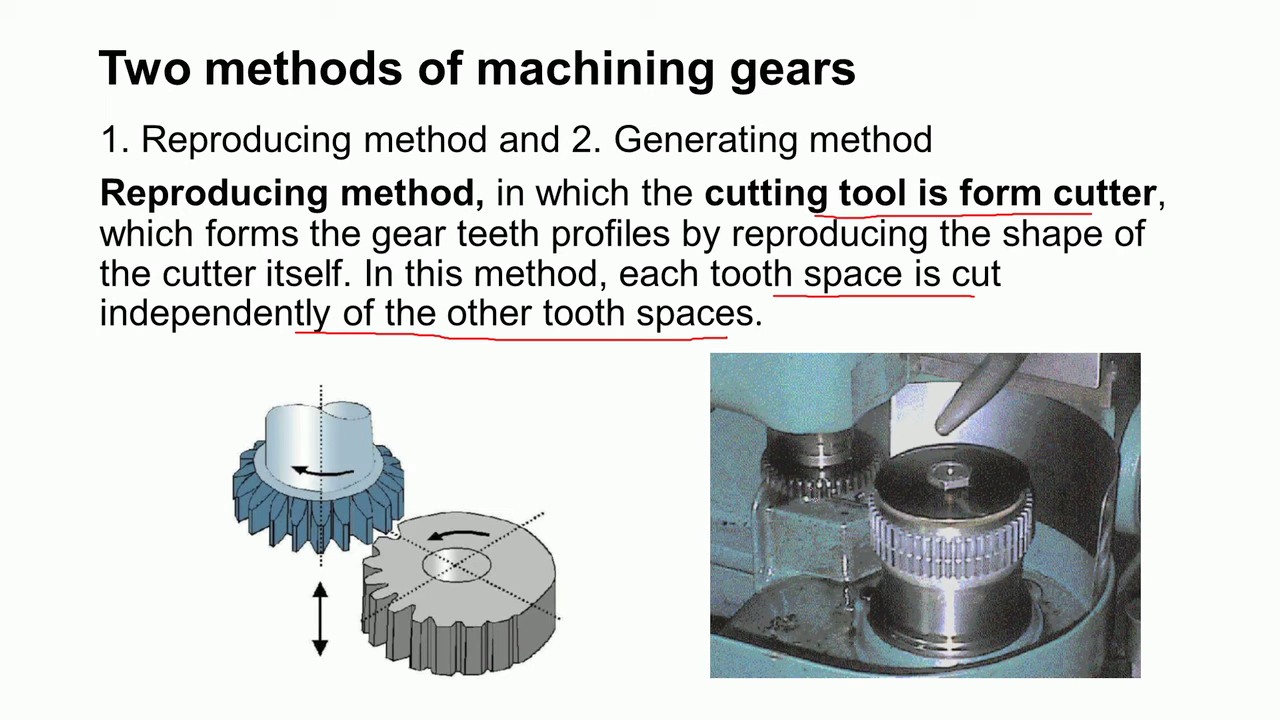 Two methods of machining gears
1. Reproducing method and 2. Generating method
Reproducing method, in which the cutting tool is form cutter,
which forms the gear teeth profiles by reproducing the shape of
the cutter itself. In this method, each tooth space is cut
independently of the other tooth spaces.